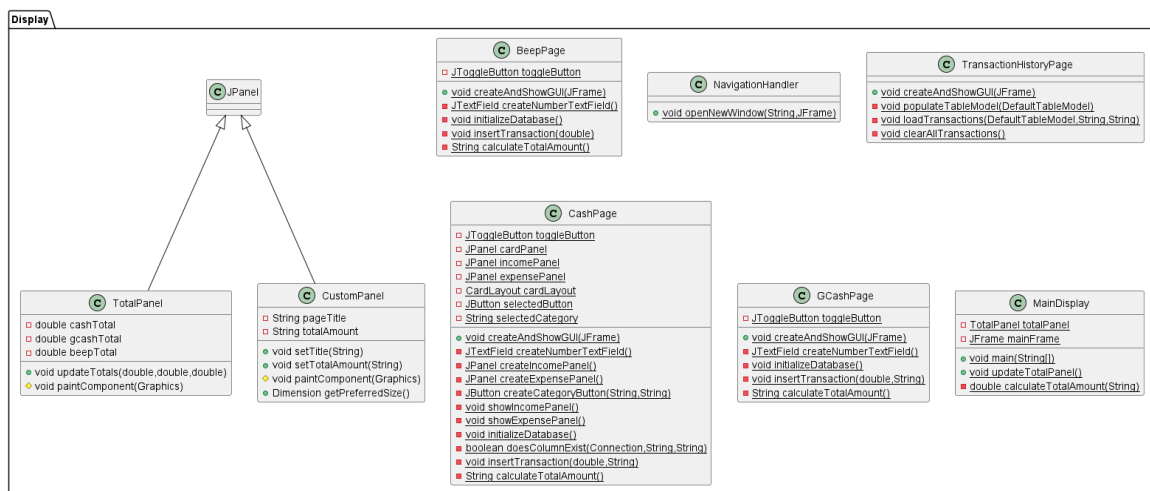 Display
C JPanel
C BeepPage
JToggleButton toggleButton
void createAndShowGUI(JFrame)
JTextField createNumberTextField()
void initializeDatabase()
void insertTransaction(double)
String calculateTotalAmount()
C NavigationHandler
void openNewWindow(String,JFrame)
C TransactionHistoryPage
void createAndShowGUI(JFrame)
void populateTableModel(DefaultTableModel)
void loadTransactions(DefaultTableModel,String,String)
void clearAllTransactions()
C TotalPanel
double cashTotal
double gcashTotal
double beepTotal
void updateTotals(double,double,double)
void paintComponent(Graphics)
C CustomPanel
String pageTitle
String totalAmount
void setTitle(String)
void setTotalAmount(String)
void paintComponent(Graphics)
Dimension getPreferredSize()
C CashPage
JToggleButton toggleButton
JPanel cardPanel
JPanel incomePanel
JPanel expensePanel
CardLayout cardLayout
JButton selectedButton
String selectedCategory
void createAndShowGUI(JFrame)
JTextField createNumberTextField()
JPanel createIncomePanel()
JPanel createExpensePanel()
JButton createCategoryButton(String,String)
void showIncomePanel()
void showExpensePanel()
void initializeDatabase()
boolean doesColumnExist(Connection,String,String)
void insertTransaction(double,String)
String calculateTotalAmount()
C GCashPage
JToggleButton toggleButton
void createAndShowGUI(JFrame)
JTextField createNumberTextField()
void initializeDatabase()
void insertTransaction(double,String)
String calculateTotalAmount()
C MainDisplay
TotalPanel totalPanel
JFrame mainFrame
void main(String[])
void updateTotalPanel()
double calculateTotalAmount(String)